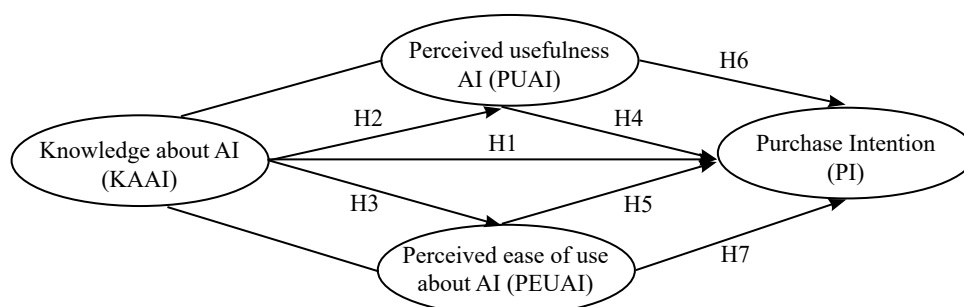 Perceived usefulness
AI (PUAI)
H6
H2
H4
Knowledge about AI
(KAAI)
H1
Purchase Intention
(PI)
H3
H5
Perceived ease of use
about AI (PEUAI)
H7